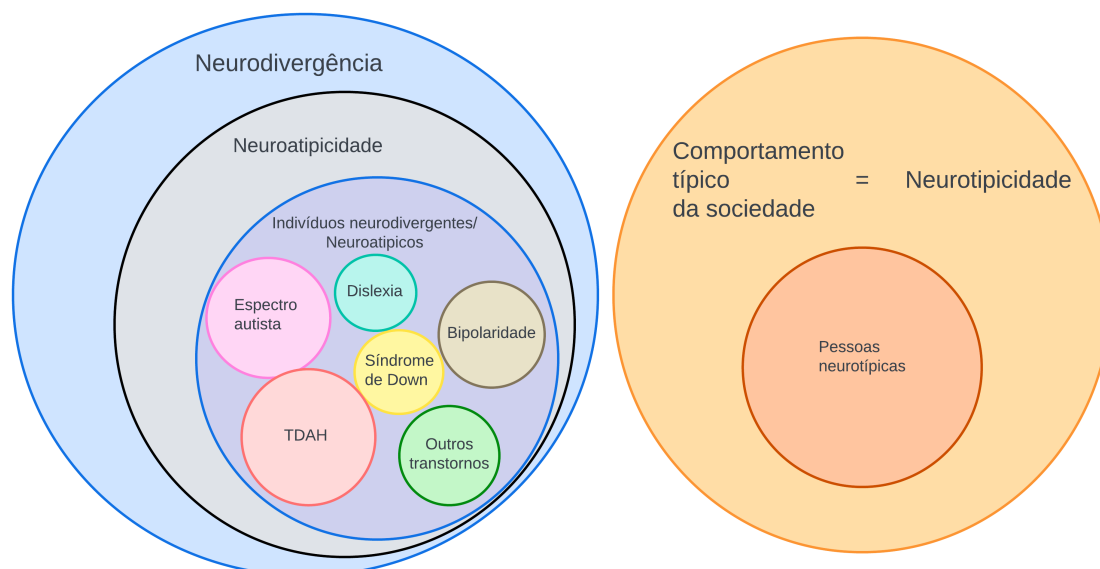 Neurodivergência
Neuroatipicidade
Indivíduos neurodivergentes/
Neuroatipicos
Espectro
autista
Dislexia
Bipolaridade
Síndrome
de Down
TDAH
Outros
transtornos
Comportamento
típico = Neurotipicidade
da sociedade
Pessoas
neurotípicas